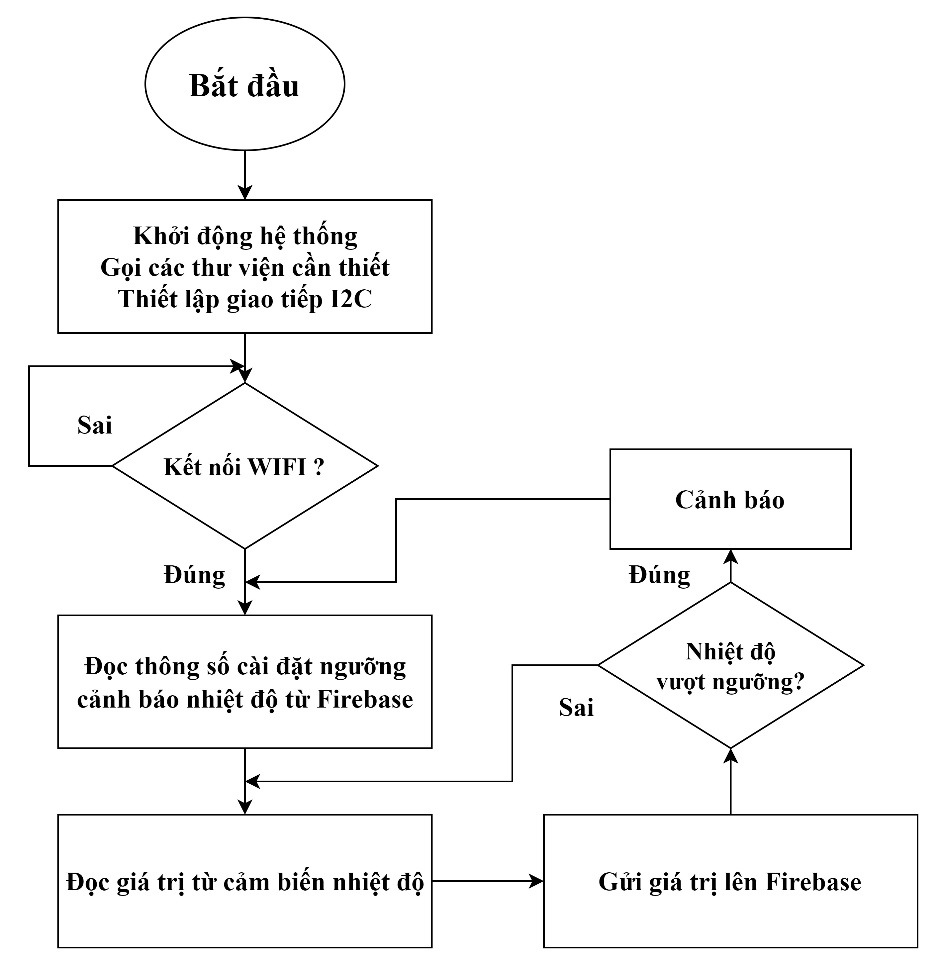 Bắt đầu
Khởi động hệ thống
Gọi các thư viện cần thiết
Thiết lập giao tiếp I2C
Sai
Kết nối WIFI ?
Đúng
Đọc thông số cài đặt ngưỡng
cảnh báo nhiệt độ từ Firebase
Đọc giá trị từ cảm biến nhiệt độ
Gửi giá trị lên Firebase
Nhiệt độ
vượt ngưỡng?
Sai
Đúng
Cảnh báo